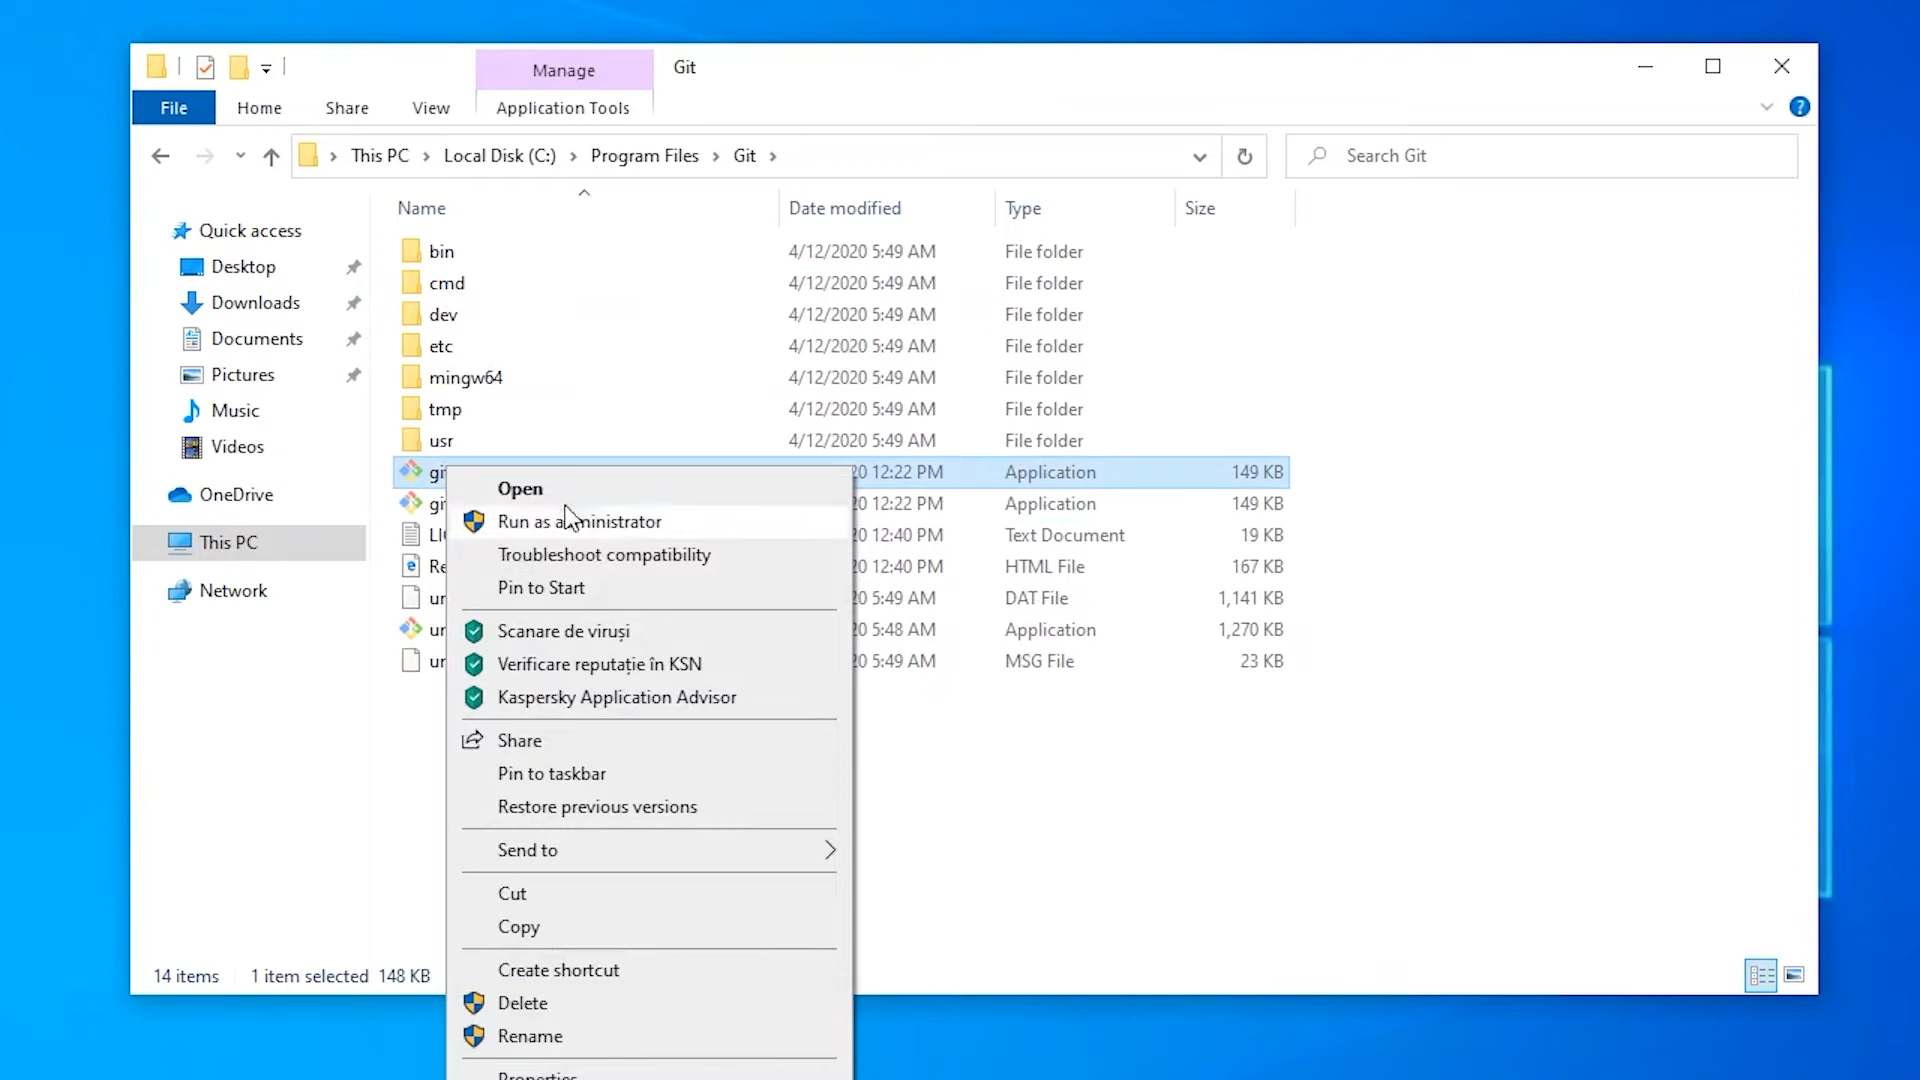 Manage
Git
File
Home
Share
View
Application Tools
This PC
Local Disk (C:)
Program Files
Git
Search Git
Name
Date modified
Type
Size
Quick access
Desktop
Downloads
Documents
Pictures
Music
Videos
OneDrive
This PC
Network
bin 4/12/2020 5:49 AM File folder
cmd 4/12/2020 5:49 AM File folder
dev 4/12/2020 5:49 AM File folder
etc 4/12/2020 5:49 AM File folder
mingw64 4/12/2020 5:49 AM File folder
tmp 4/12/2020 5:49 AM File folder
usr 4/12/2020 5:49 AM File folder
20 12:22 PM Application 149 KB
20 12:22 PM Application 149 KB
20 12:40 PM Text Document 19 KB
Re 20 12:40 PM HTML File 167 KB
20 5:49 AM DAT File 1,141 KB
20 5:48 AM Application 1,270 KB
20 5:49 AM MSG File 23 KB
Open
Run as administrator
Troubleshoot compatibility
Pin to Start
Scanare de viruși
Verificare reputație în KSN
Kaspersky Application Advisor
Share
Pin to taskbar
Restore previous versions
Send to
Cut
Copy
Create shortcut
Delete
Rename
Properties
14 items 1 item selected 148 KB